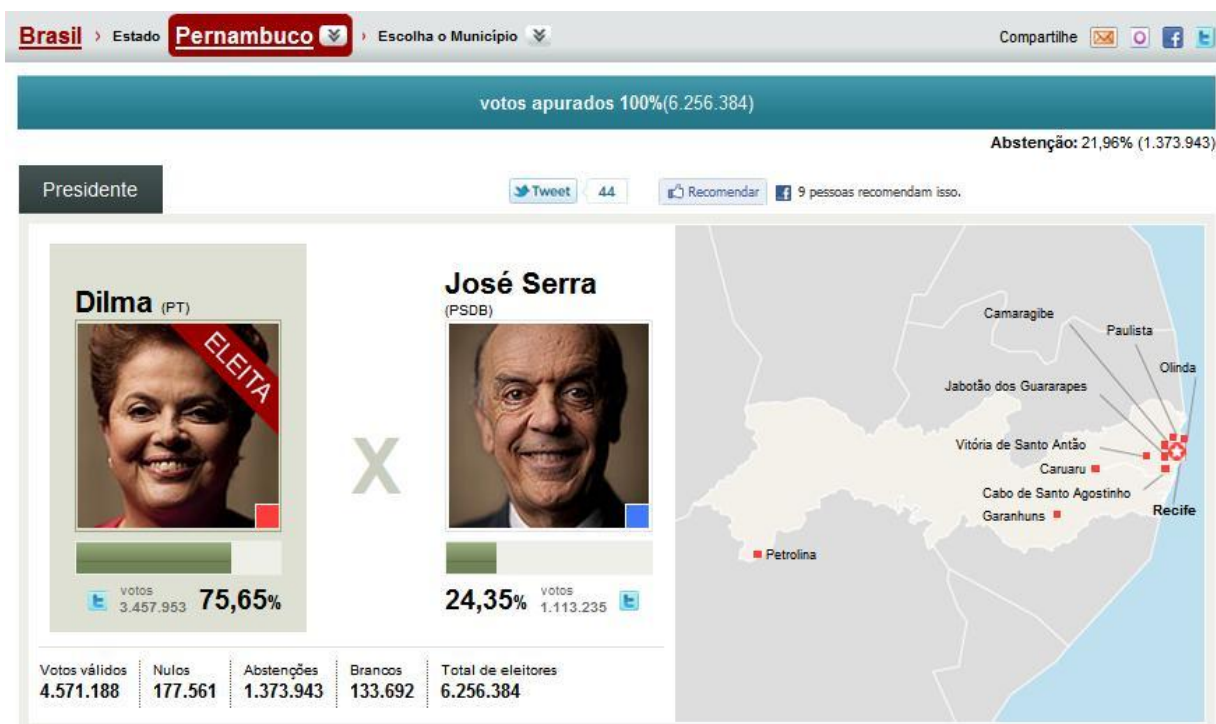 Brasil › Estado Pernambuco › Escolha o Município
Compartilhe
votos apurados 100%(6.256.384)
Abstenção: 21,96% (1.373.943)
Presidente
Tweet 44
Recomendar 9 pessoas recomendam isso.
Dilma (PT)
ELEITA
votos
3.457.953
75,65%
X
José Serra
(PSDB)
24,35%
votos
1.113.235
Camaragibe
Paulista
Olinda
Jabotão dos Guararapes
Vitória de Santo Antão
Caruaru
Cabo de Santo Agostinho
Garanhuns
Recife
Petrolina
Votos válidos Nulos Abstenções Brancos Total de eleitores
4.571.188 177.561 1.373.943 133.692 6.256.384